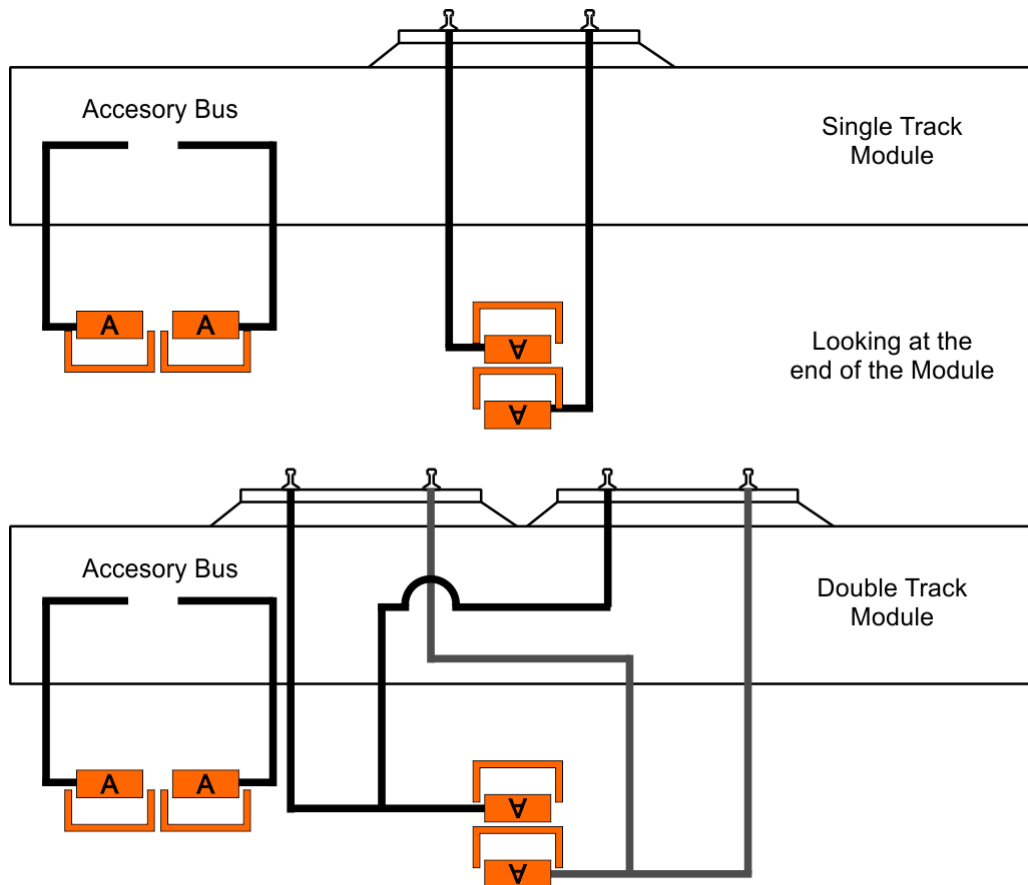 Accesory Bus
Single Track
Module
A A
Looking at the
end of the Module
A
A
Accesory Bus
Double Track
Module
A A
A
A